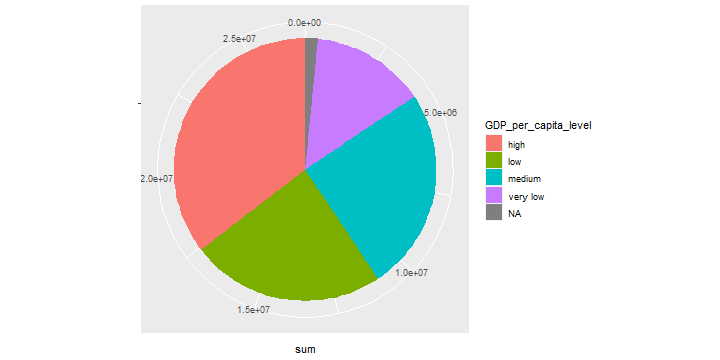 0.0e+00
2.5e+07
5.0e+06
2.0e+07
1.0e+07
1.5e+07
sum
GDP_per_capita_level
high
low
medium
very low
NA